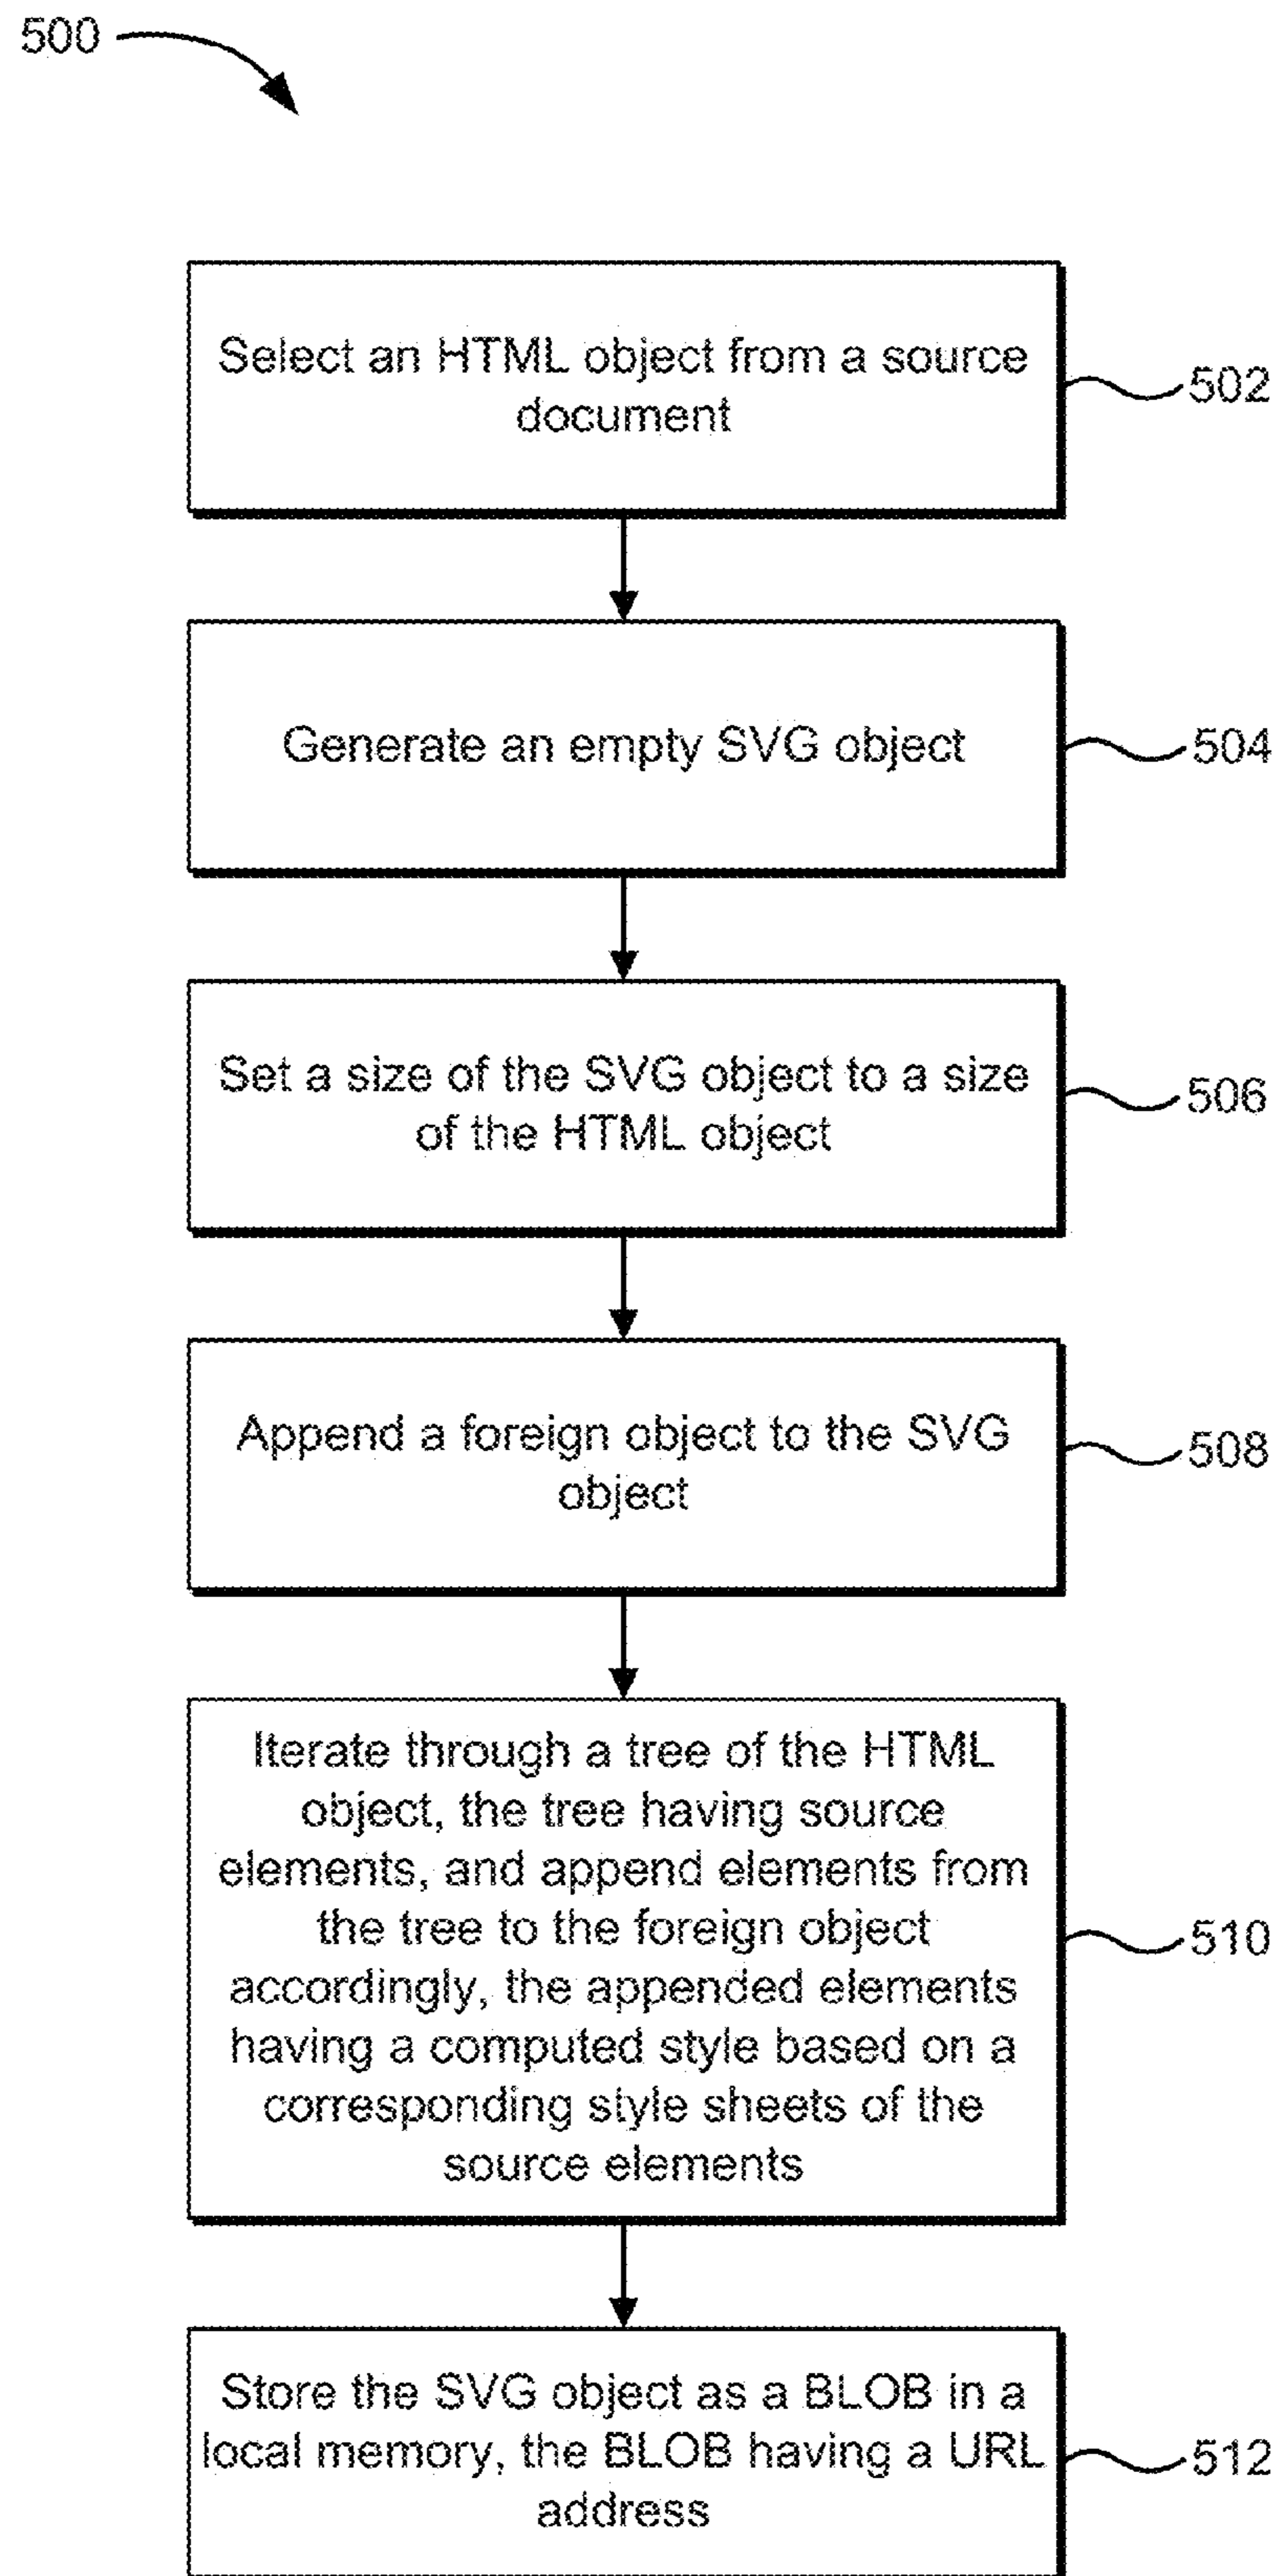 500
Select an HTML object from a source
document
502
Generate an empty SVG object
504
Set a size of the SVG object to a size
of the HTML object
506
Append a foreign object to the SVG
object
508
Iterate through a tree of the HTML
object, the tree having source
elements, and append elements from
the tree to the foreign object
accordingly, the appended elements
having a computed style based on a
corresponding style sheets of the
source elements
510
Store the SVG object as a BLOB in a
local memory, the BLOB having a URL
address
512